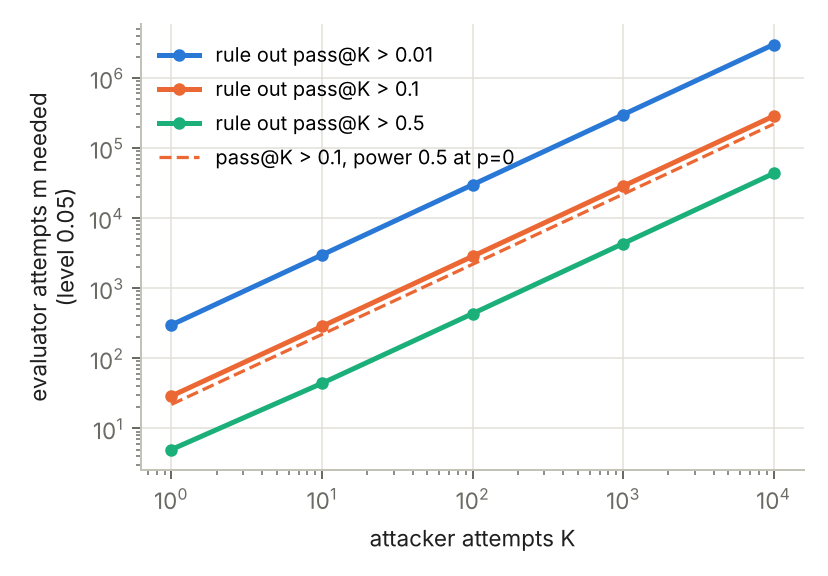 rule out pass@K > 0.01
rule out pass@K > 0.1
rule out pass@K > 0.5
pass@K > 0.1, power 0.5 at p=0
evaluator attempts m needed
(level 0.05)
10⁶
10⁵
10⁴
10³
10²
10¹
10⁰
10¹
10²
10³
10⁴
attacker attempts K